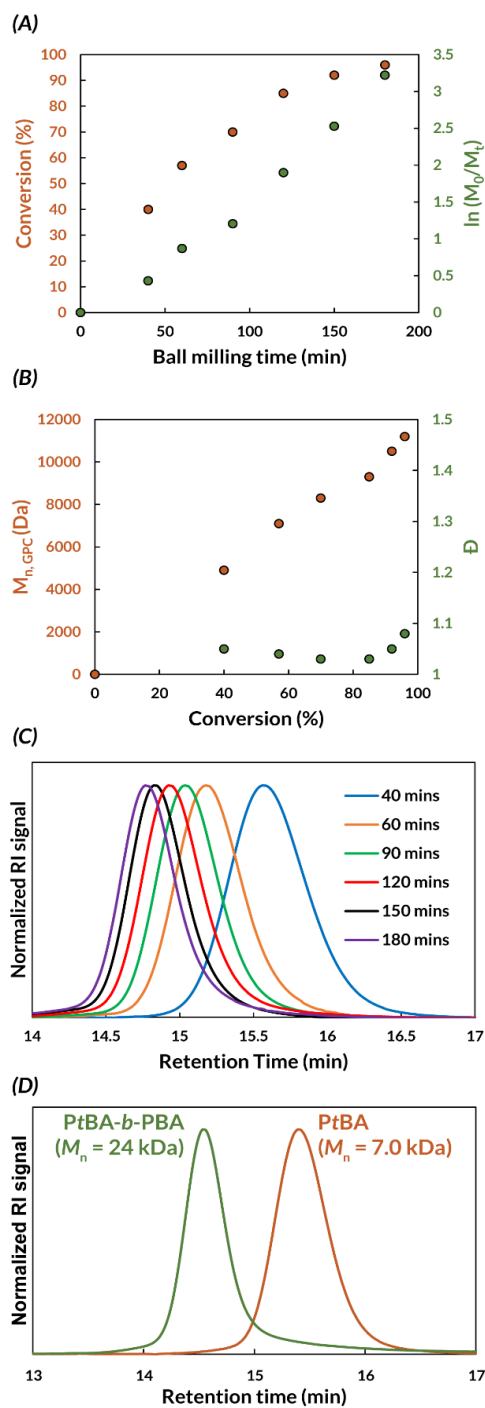 (A)
Conversion (%)
100
90
80
70
60
50
40
30
20
10
0
3.5
3
2.5
2
1.5
1
0.5
0
ln (M₀/Mₜ)
0
50
100
150
200
Ball milling time (min)
(B)
Mn, GPC (Da)
12000
10000
8000
6000
4000
2000
0
1.5
1.4
1.3
1.2
1.1
1
Đ
0
20
40
60
80
100
Conversion (%)
(C)
Normalized RI signal
40 mins
60 mins
90 mins
120 mins
150 mins
180 mins
14
14.5
15
15.5
16
16.5
17
Retention Time (min)
(D)
Normalized RI signal
PtBA-b-PBA
(Mn = 24 kDa)
PtBA
(Mn = 7.0 kDa)
13
14
15
16
17
Retention time (min)